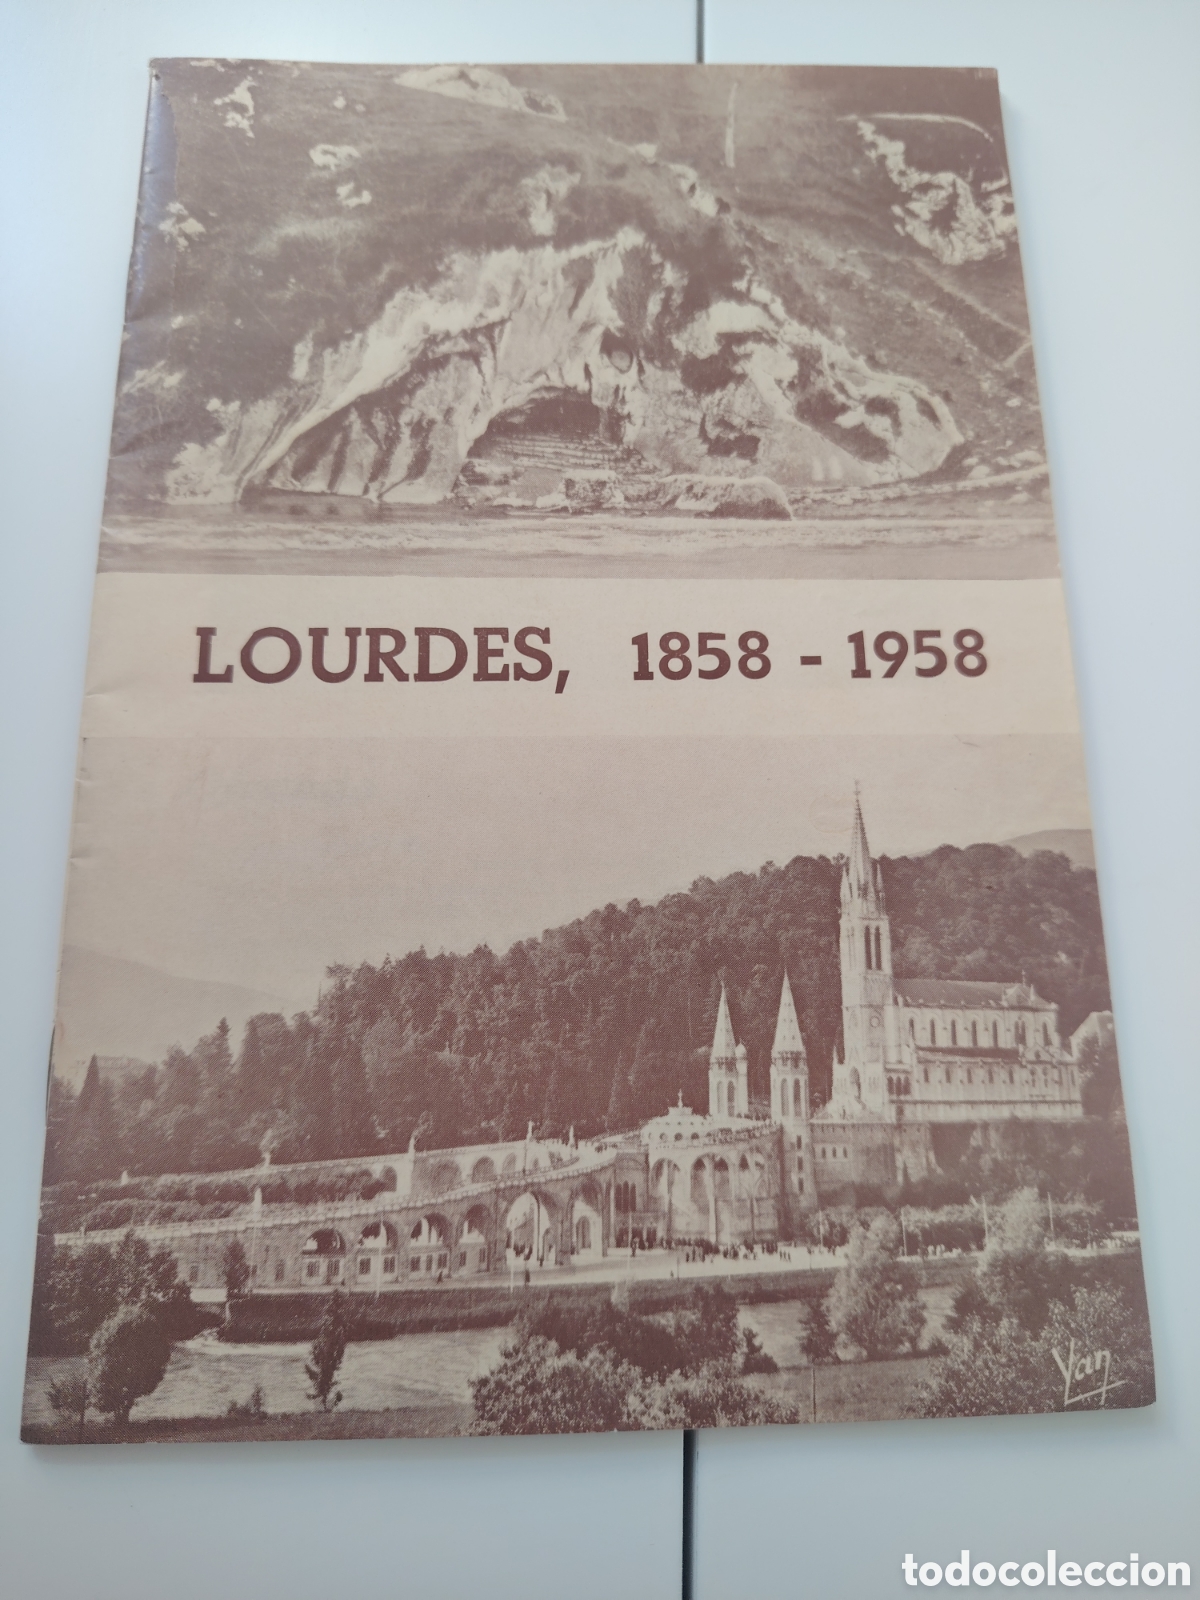 LOURDES, 1858 - 1958
Yan
todocoleccion